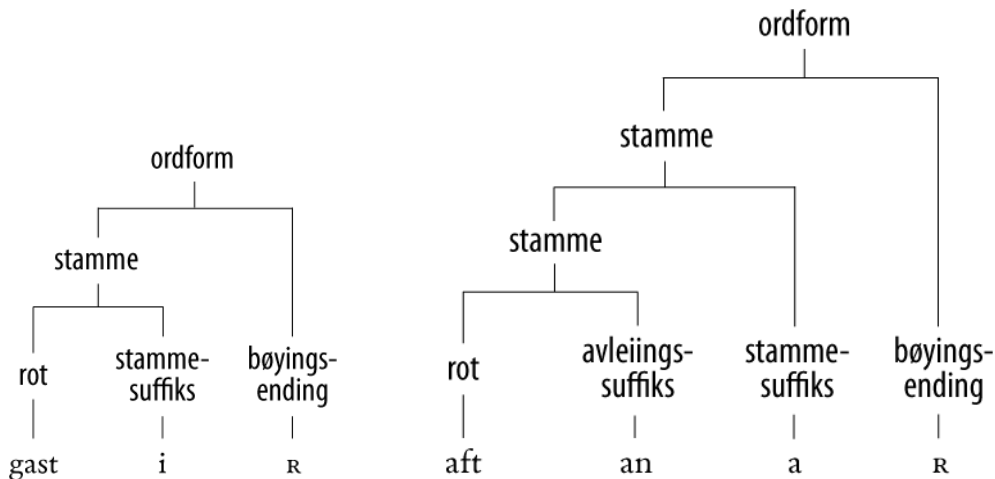 ordform
stamme
rot
stamme-
suffiks
bøyings-
ending
gast i ʀ
ordform
stamme
stamme
rot
avleiings-
suffiks
stamme-
suffiks
bøyings-
ending
aft an a ʀ